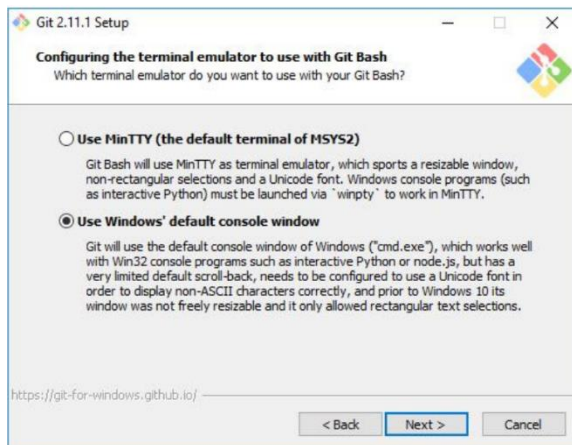 Git 2.11.1 Setup
Configuring the terminal emulator to use with Git Bash
Which terminal emulator do you want to use with your Git Bash?
Use MinTTY (the default terminal of MSYS2)
Git Bash will use MinTTY as terminal emulator, which sports a resizable window,
non-rectangular selections and a Unicode font. Windows console programs (such
as interactive Python) must be launched via `winpty` to work in MinTTY.
Use Windows' default console window
Git will use the default console window of Windows ("cmd.exe"), which works well
with Win32 console programs such as interactive Python or node.js, but has a
very limited default scroll-back, needs to be configured to use a Unicode font in
order to display non-ASCII characters correctly, and prior to Windows 10 its
window was not freely resizable and it only allowed rectangular text selections.
https://git-for-windows.github.io/
< Back
Next >
Cancel